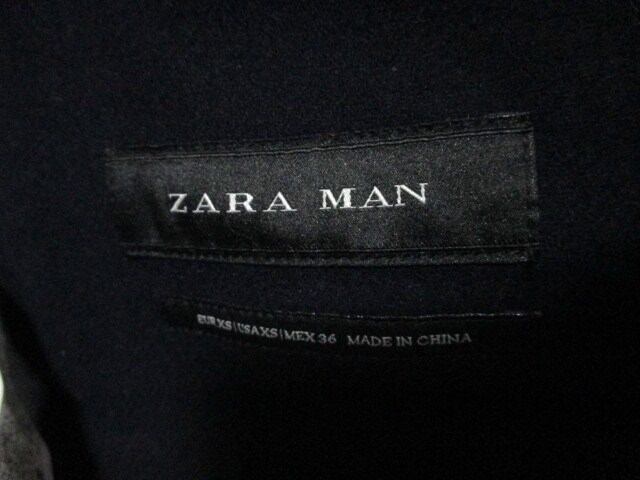 ZARA MAN
EUR XS | USA XS | MEX 36 MADE IN CHINA